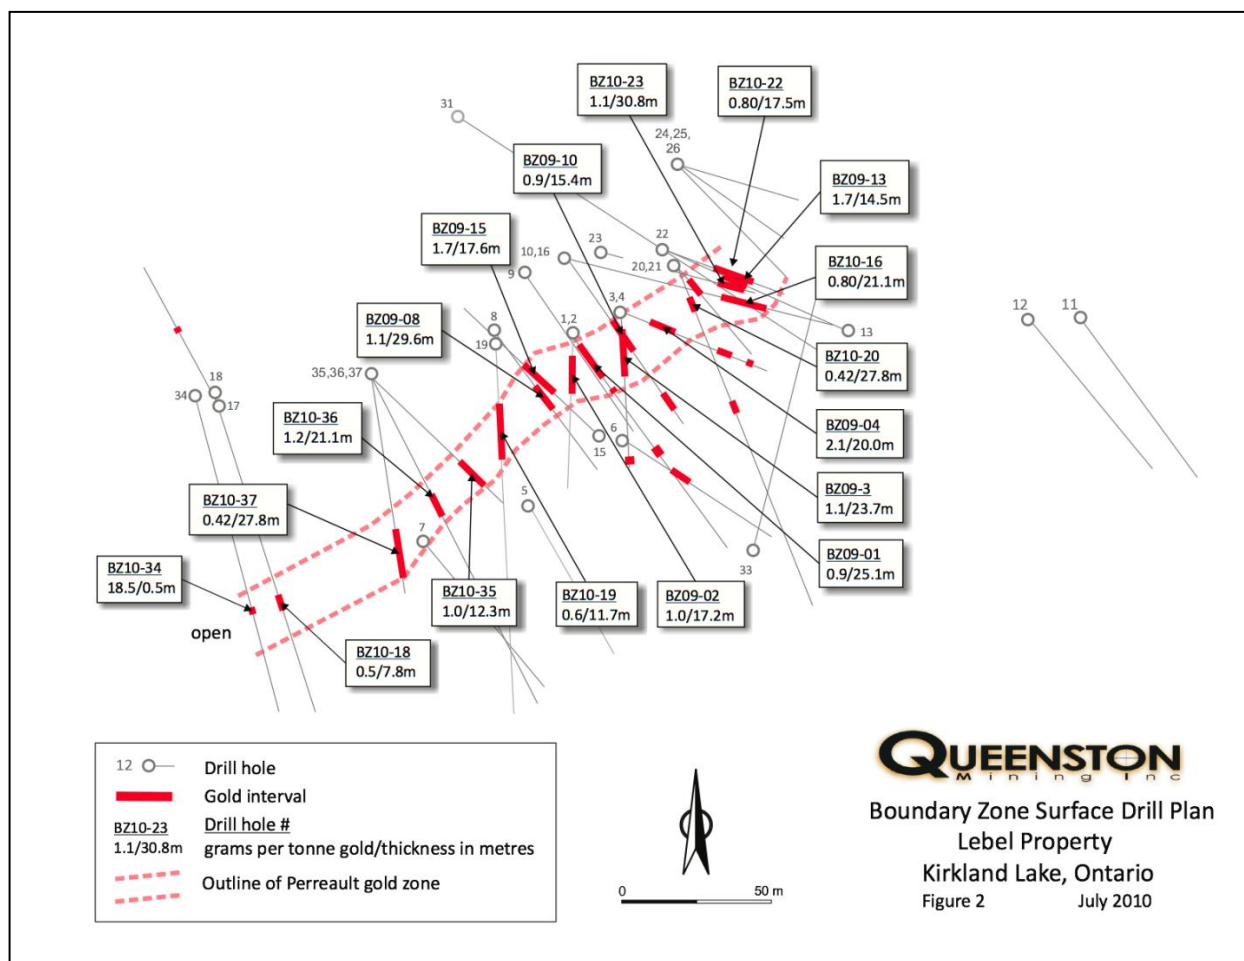 BZ10-23
1.1/30.8m
BZ10-22
0.80/17.5m
31
24,25,
26
BZ09-10
0.9/15.4m
BZ09-13
1.7/14.5m
BZ09-15
1.7/17.6m
10,16
23
22
20,21
9
BZ10-16
0.80/21.1m
BZ09-08
1.1/29.6m
8
19
1,2
3,4
13
12
11
BZ10-20
0.42/27.8m
35,36,37
34
18
17
BZ10-36
1.2/21.1m
6
15
BZ09-04
2.1/20.0m
BZ10-37
0.42/27.8m
5
7
BZ09-3
1.1/23.7m
BZ10-34
18.5/0.5m
open
BZ10-35
1.0/12.3m
BZ10-19
0.6/11.7m
BZ09-02
1.0/17.2m
33
BZ09-01
0.9/25.1m
BZ10-18
0.5/7.8m
12
Drill hole
Gold interval
BZ10-23
1.1/30.8m
Drill hole #
grams per tonne gold/thickness in metres
Outline of Perreault gold zone
0
50 m
QUEENSTON
Mining Inc
Boundary Zone Surface Drill Plan
Lebel Property
Kirkland Lake, Ontario
Figure 2
July 2010